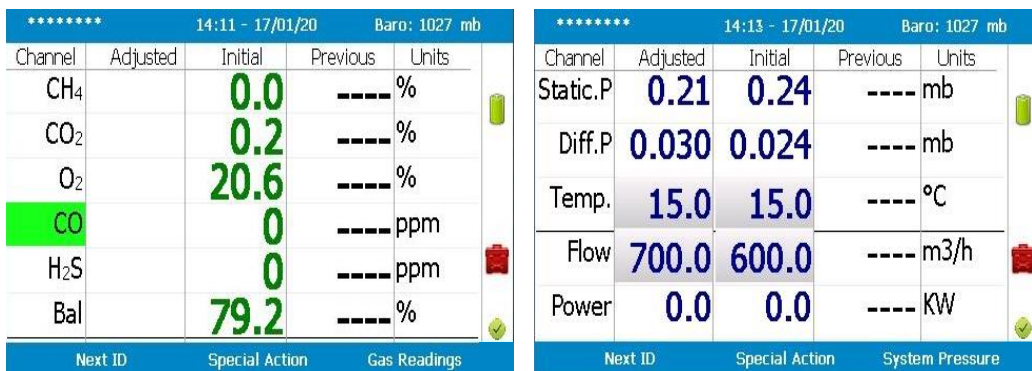 ******** 14:11 - 17/01/20 Baro: 1027 mb
Channel Adjusted Initial Previous Units
CH4 0.0 ---- %
CO2 0.2 ---- %
O2 20.6 ---- %
CO 0 ---- ppm
H2S 0 ---- ppm
Bal 79.2 ---- %
Next ID Special Action Gas Readings
******** 14:13 - 17/01/20 Baro: 1027 mb
Channel Adjusted Initial Previous Units
Static.P 0.21 0.24 ---- mb
Diff.P 0.030 0.024 ---- mb
Temp. 15.0 15.0 ---- °C
Flow 700.0 600.0 ---- m3/h
Power 0.0 0.0 ---- KW
Next ID Special Action System Pressure